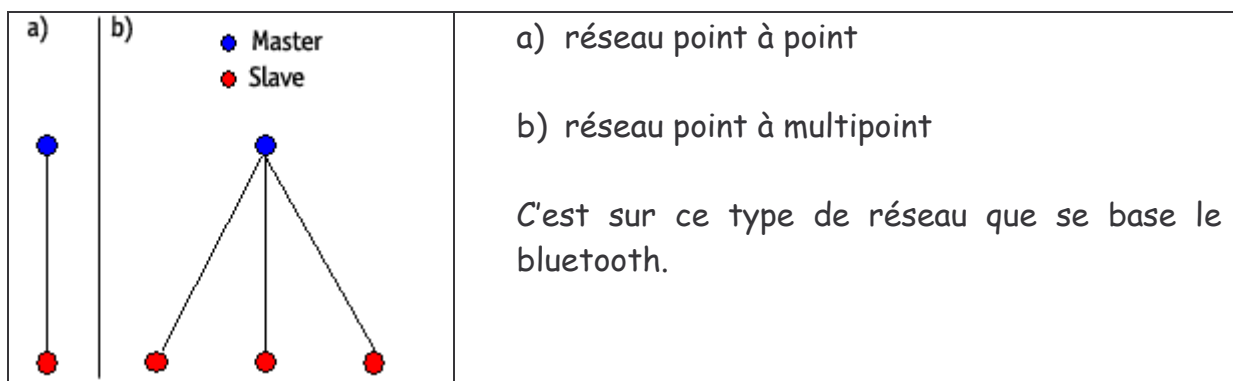 a)
b)
Master
Slave
a) réseau point à point
b) réseau point à multipoint
C'est sur ce type de réseau que se base le
bluetooth.